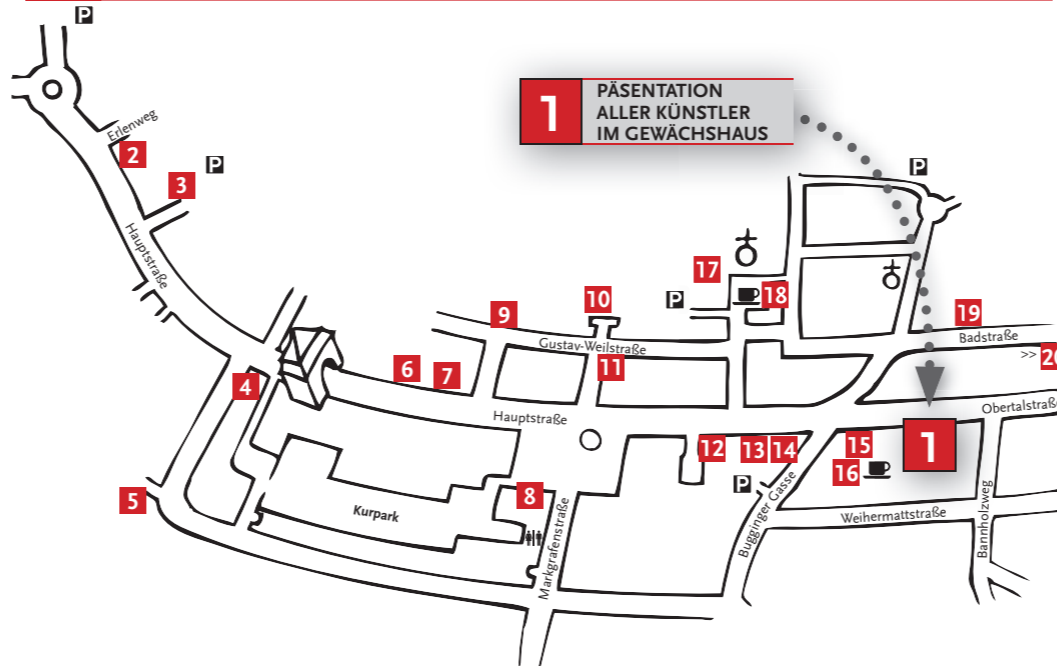 P
1
PÄSENTATION
ALLER KÜNSTLER
IM GEWÄCHSHAUS
Erlenweg
2
P
3
P
Hauptstraße
17
10
P
18
19
9
Gustav-Weilstraße
Badstraße
>> 20
6
7
11
4
Hauptstraße
Obertalstraße
12
13
14
15
1
16
P
5
8
Kurpark
Markgrafenstraße
Bugginger Gasse
Weihermattstraße
Bannholzweg